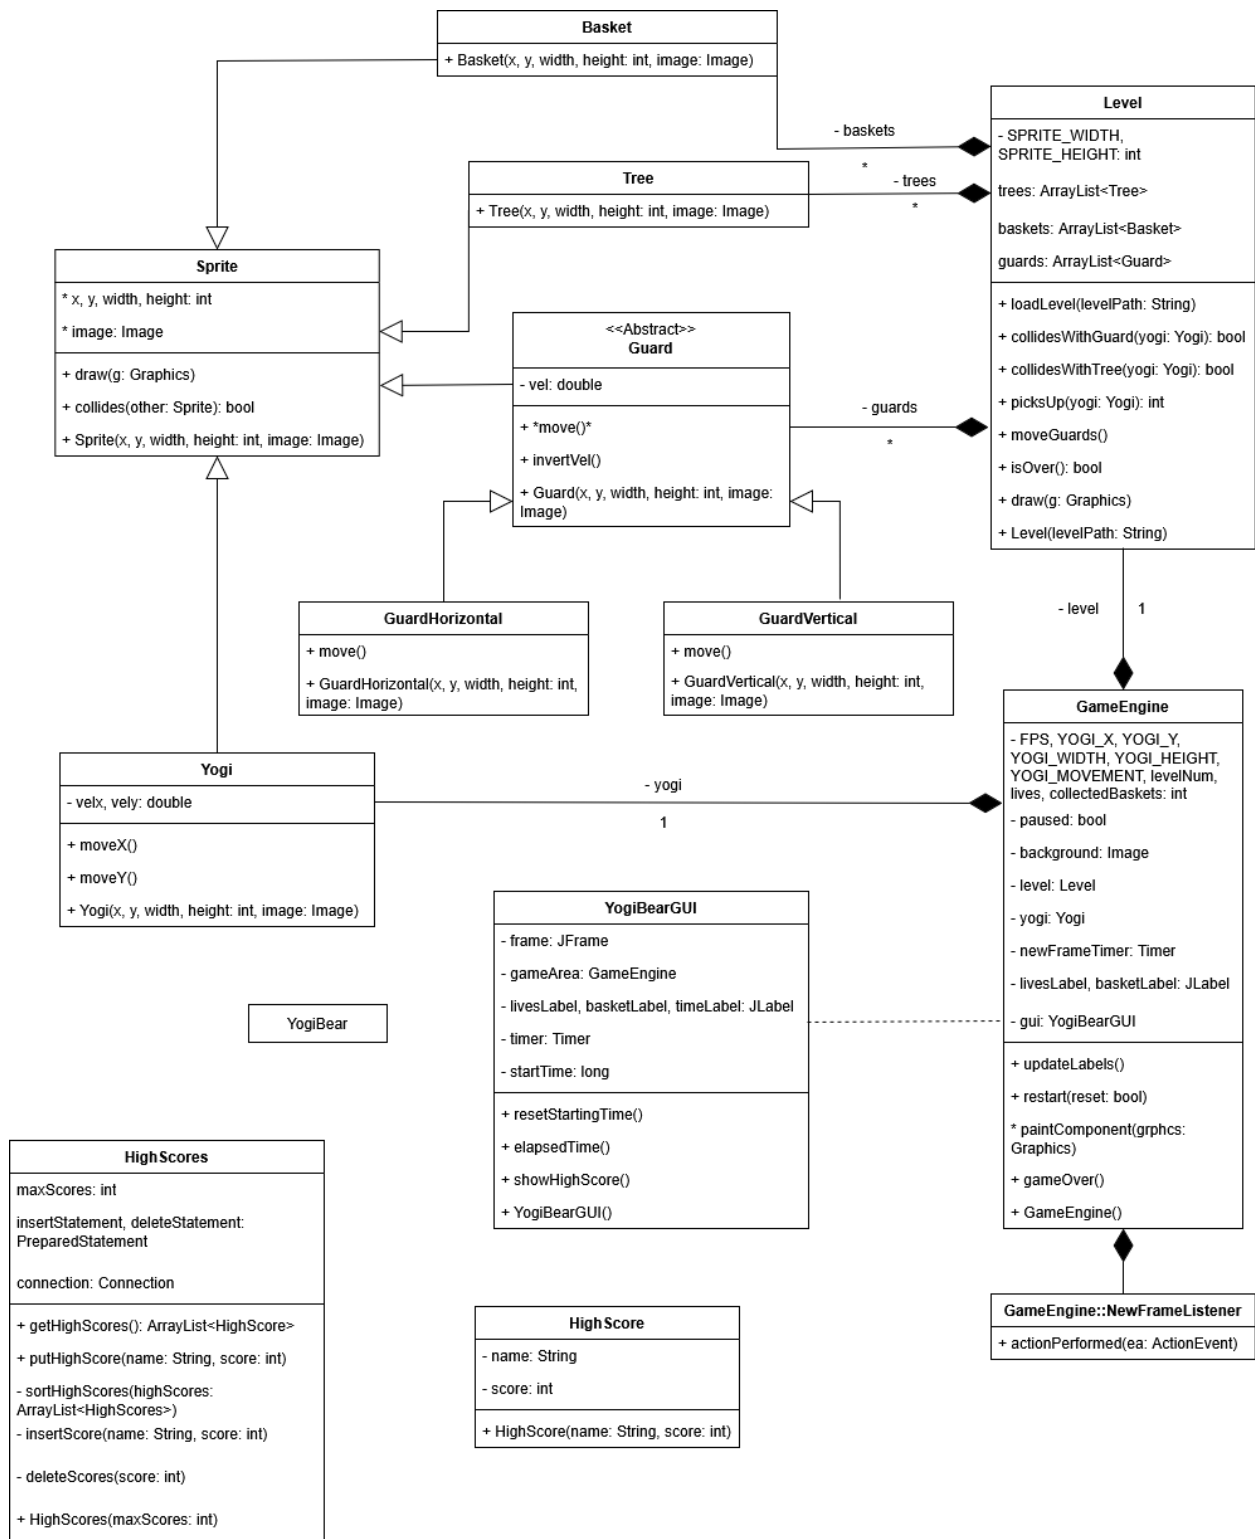 Basket
+ Basket(x, y, width, height: int, image: Image)
Level
- SPRITE_WIDTH,
SPRITE_HEIGHT: int
trees: ArrayList<Tree>
baskets: ArrayList<Basket>
guards: ArrayList<Guard>
+ loadLevel(levelPath: String)
+ collidesWithGuard(yogi: Yogi): bool
+ collidesWithTree(yogi: Yogi): bool
+ picksUp(yogi: Yogi): int
+ moveGuards()
+ isOver(): bool
+ draw(g: Graphics)
+ Level(levelPath: String)
- baskets
*
Tree
+ Tree(x, y, width, height: int, image: Image)
- trees
*
Sprite
* x, y, width, height: int
* image: Image
+ draw(g: Graphics)
+ collides(other: Sprite): bool
+ Sprite(x, y, width, height: int, image: Image)
<<Abstract>>
Guard
- vel: double
+ *move()*
+ invertVel()
+ Guard(x, y, width, height: int, image:
Image)
- guards
*
GuardHorizontal
+ move()
+ GuardHorizontal(x, y, width, height: int,
image: Image)
GuardVertical
+ move()
+ GuardVertical(x, y, width, height: int,
image: Image)
- level
1
GameEngine
- FPS, YOGI_X, YOGI_Y,
YOGI_WIDTH, YOGI_HEIGHT,
YOGI_MOVEMENT, levelNum,
lives, collectedBaskets: int
- paused: bool
- background: Image
- level: Level
- yogi: Yogi
- newFrameTimer: Timer
- livesLabel, basketLabel: JLabel
- gui: YogiBearGUI
+ updateLabels()
+ restart(reset: bool)
* paintComponent(grphcs:
Graphics)
+ gameOver()
+ GameEngine()
Yogi
- velx, vely: double
+ moveX()
+ moveY()
+ Yogi(x, y, width, height: int, image: Image)
- yogi
1
YogiBearGUI
- frame: JFrame
- gameArea: GameEngine
- livesLabel, basketLabel, timeLabel: JLabel
- timer: Timer
- startTime: long
+ resetStartingTime()
+ elapsedTime()
+ showHighScore()
+ YogiBearGUI()
YogiBear
HighScores
maxScores: int
insertStatement, deleteStatement:
PreparedStatement
connection: Connection
+ getHighScores(): ArrayList<HighScore>
+ putHighScore(name: String, score: int)
- sortHighScores(highScores:
ArrayList<HighScores>)
- insertScore(name: String, score: int)
- deleteScores(score: int)
+ HighScores(maxScores: int)
HighScore
- name: String
- score: int
+ HighScore(name: String, score: int)
GameEngine::NewFrameListener
+ actionPerformed(ea: ActionEvent)